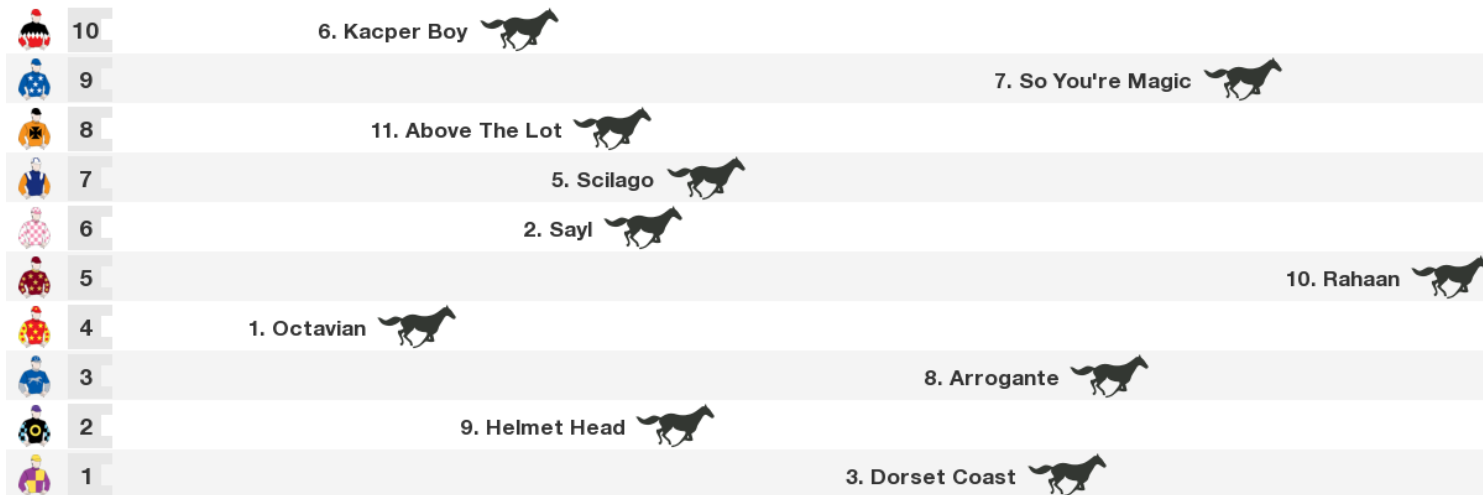 10 6. Kacper Boy
9 7. So You're Magic
8 11. Above The Lot
7 5. Scilago
6 2. Sayl
5 10. Rahaan
4 1. Octavian
3 8. Arrogante
2 9. Helmet Head
1 3. Dorset Coast